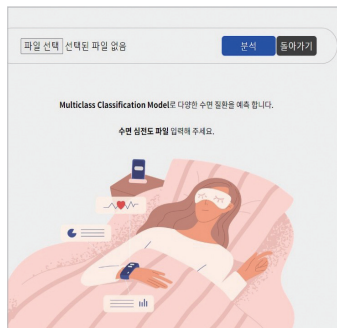 파일 선택 선택된 파일 없음 분석 돌아가기
Multiclass Classification Model로 다양한 수면 질환을 예측 합니다.
수면 심전도 파일 입력해 주세요.